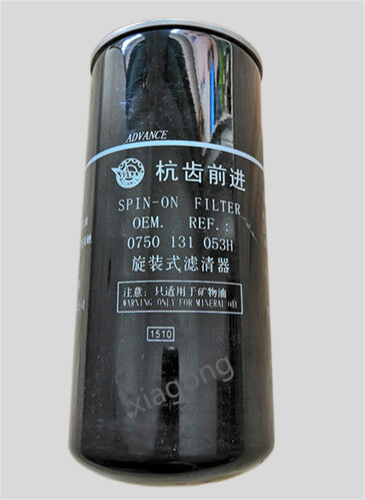 ADVANCE
杭齿前进
SPIN-ON FILTER
OEM. REF.:
0750 131 053H
旋装式滤清器
注意:只适用于矿物油
WARNING ONLY FOR MINERAL OIL
1510
xiagong